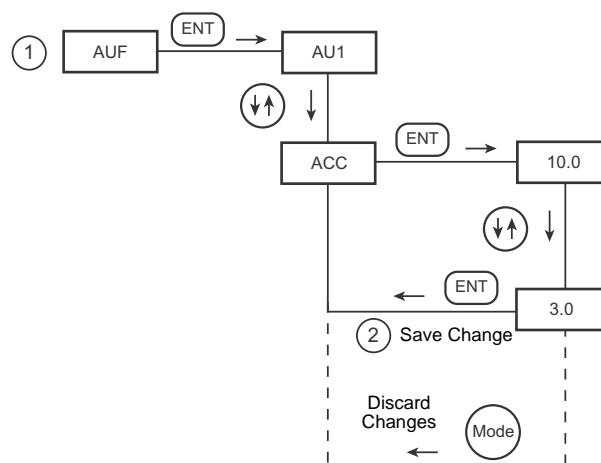 1
AUF
ENT
AU1
ACC
ENT
10.0
ENT
3.0
2
Save Change
Discard
Changes
Mode